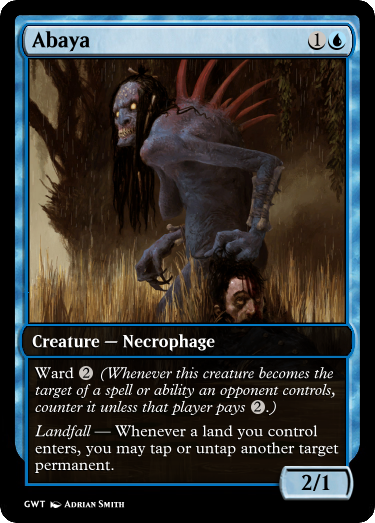 Abaya 1
Creature — Necrophage
Ward 2 (Whenever this creature becomes the
target of a spell or ability an opponent controls,
counter it unless that player pays 2.)
Landfall — Whenever a land you control
enters, you may tap or untap another target
permanent.
2/1
GWT Adrian Smith